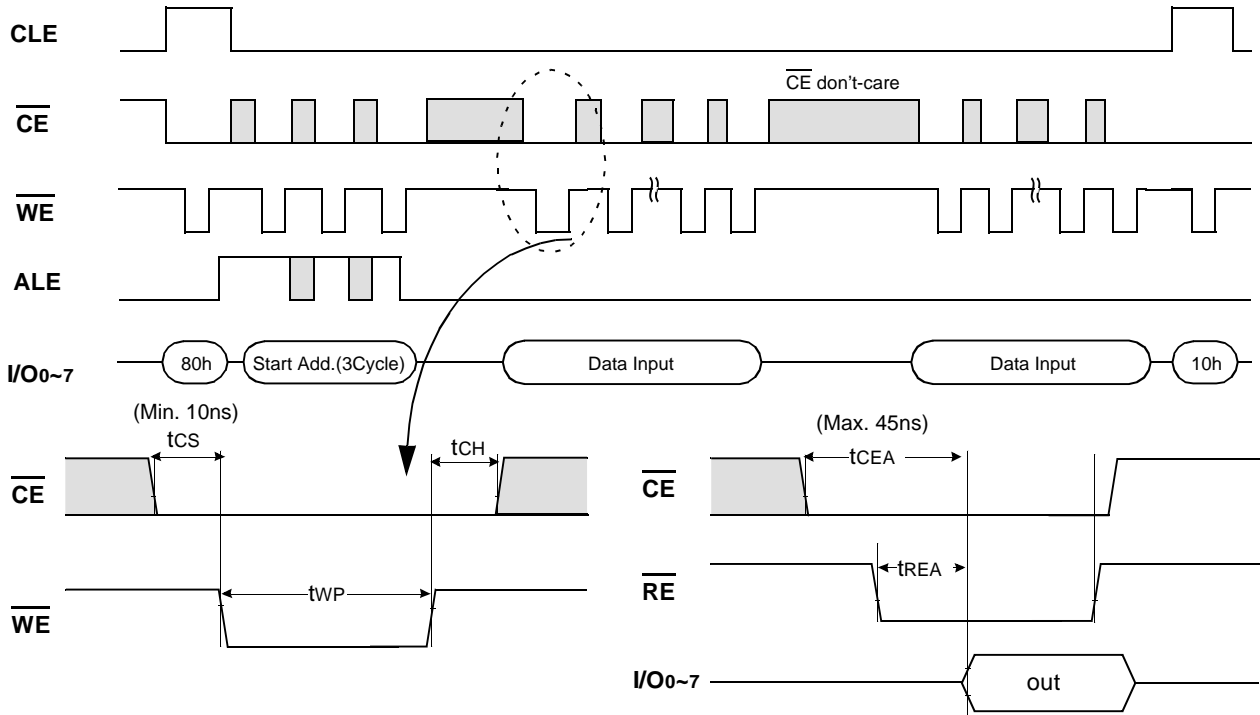 CLE
CE don't-care
CE
WE
ALE
I/O0~7
80h
Start Add.(3Cycle)
Data Input
Data Input
10h
(Min. 10ns)
tCS
tCH
CE
tWP
WE
(Max. 45ns)
tCEA
CE
tREA
RE
I/O0~7
out